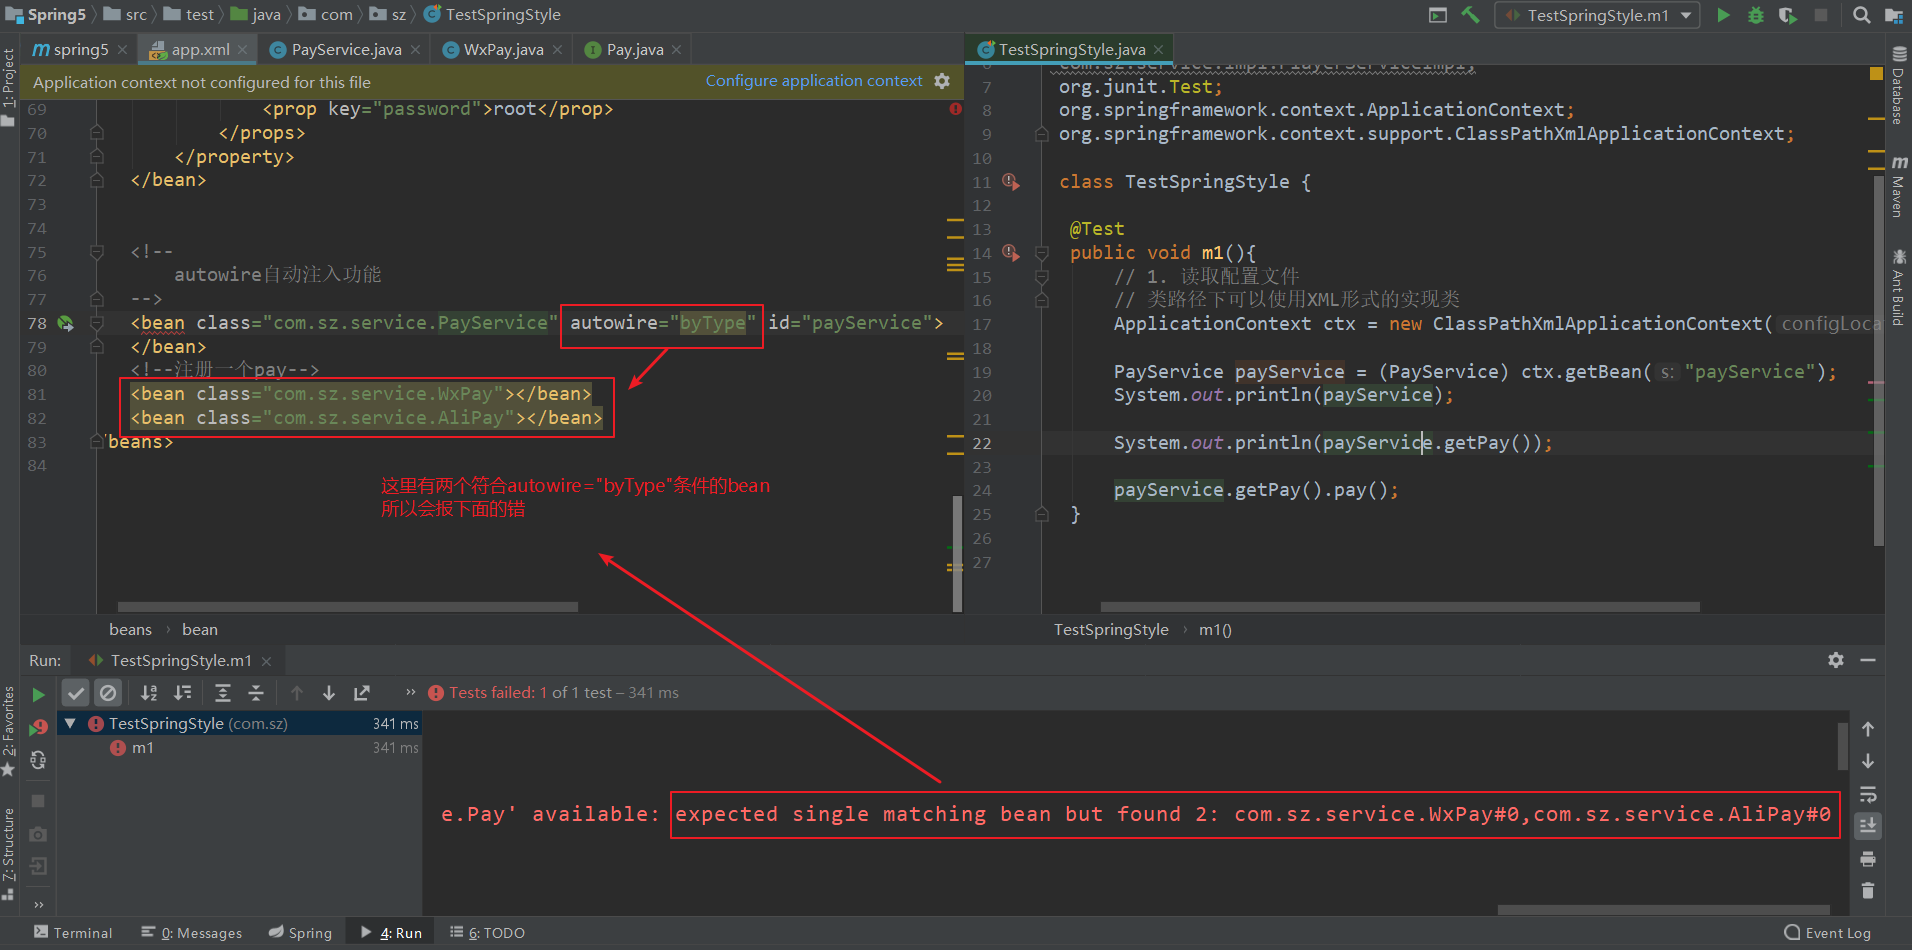 Spring5 src test java com sz TestSpringStyle TestSpringStyle.m1
spring5 app.xml PayService.java WxPay.java Pay.java
TestSpringStyle.java
Application context not configured for this file Configure application context
69 <prop key="password">root</prop>
70 </props>
71 </property>
72 </bean>
73
74
75 <!--
76 autowire自动注入功能
77 -->
78 <bean class="com.sz.service.PayService" autowire="byType" id="payService">
79 </bean>
80 <!--注册一个pay-->
81 <bean class="com.sz.service.WxPay"></bean>
82 <bean class="com.sz.service.AliPay"></bean>
83 beans>
84
这里有两个符合autowire="byType"条件的bean
所以会报下面的错
beans › bean
6 com.sz.service.impl.PlayerServiceImpl;
7 org.junit.Test;
8 org.springframework.context.ApplicationContext;
9 org.springframework.context.support.ClassPathXmlApplicationContext;
10
11 class TestSpringStyle {
12
13 @Test
14 public void m1(){
15 // 1. 读取配置文件
16 // 类路径下可以使用XML形式的实现类
17 ApplicationContext ctx = new ClassPathXmlApplicationContext( configLoca
18
19 PayService payService = (PayService) ctx.getBean( s: "payService");
20 System.out.println(payService);
21
22 System.out.println(payService.getPay());
23
24 payService.getPay().pay();
25 }
26
27
TestSpringStyle › m1()
Run: TestSpringStyle.m1
» Tests failed: 1 of 1 test – 341 ms
TestSpringStyle (com.sz) 341 ms
m1 341 ms
e.Pay' available: expected single matching bean but found 2: com.sz.service.WxPay#0,com.sz.service.AliPay#0
1: Project
2: Favorites
7: Structure
Database
Maven
Ant Build
»
Terminal 0: Messages Spring 4: Run 6: TODO Event Log